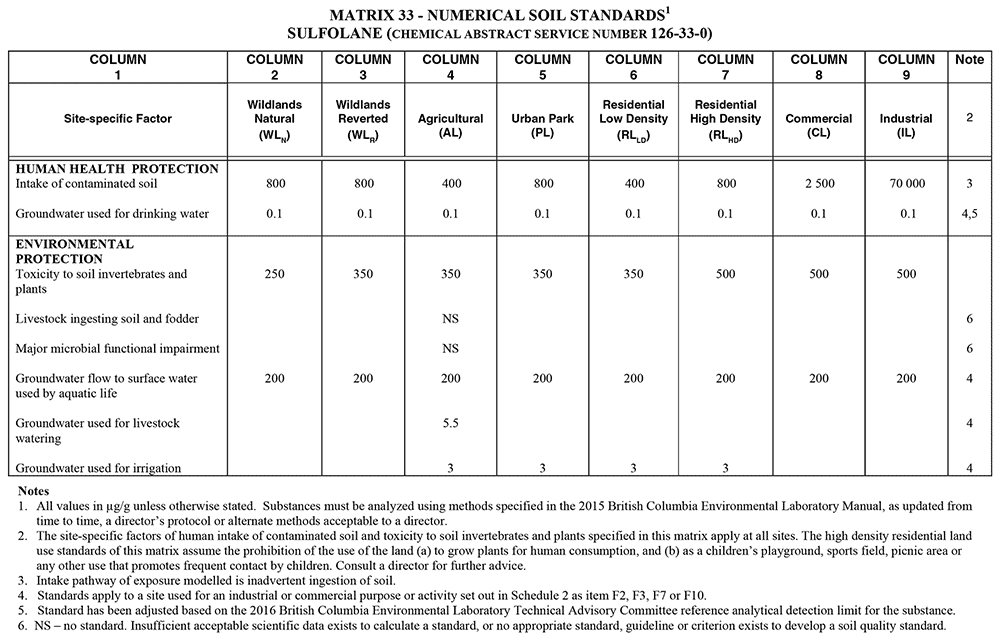 MATRIX 33 - NUMERICAL SOIL STANDARDS1
SULFOLANE (CHEMICAL ABSTRACT SERVICE NUMBER 126-33-0)
COLUMN 1 COLUMN 2 COLUMN 3 COLUMN 4 COLUMN 5 COLUMN 6 COLUMN 7 COLUMN 8 COLUMN 9 Note
Site-specific Factor Wildlands Natural (WLN) Wildlands Reverted (WLR) Agricultural (AL) Urban Park (PL) Residential Low Density (RLLD) Residential High Density (RLHD) Commercial (CL) Industrial (IL) 2
HUMAN HEALTH PROTECTION
Intake of contaminated soil 800 800 400 800 400 800 2 500 70 000 3
Groundwater used for drinking water 0.1 0.1 0.1 0.1 0.1 0.1 0.1 0.1 4,5
ENVIRONMENTAL
PROTECTION
Toxicity to soil invertebrates and 250 350 350 350 350 500 500 500
plants
Livestock ingesting soil and fodder NS 6
Major microbial functional impairment NS 6
Groundwater flow to surface water 200 200 200 200 200 200 200 200 4
used by aquatic life
Groundwater used for livestock 5.5 4
watering
Groundwater used for irrigation 3 3 3 3 4
Notes
1. All values in µg/g unless otherwise stated. Substances must be analyzed using methods specified in the 2015 British Columbia Environmental Laboratory Manual, as updated from
time to time, a director's protocol or alternate methods acceptable to a director.
2. The site-specific factors of human intake of contaminated soil and toxicity to soil invertebrates and plants specified in this matrix apply at all sites. The high density residential land
use standards of this matrix assume the prohibition of the use of the land (a) to grow plants for human consumption, and (b) as a children's playground, sports field, picnic area or
any other use that promotes frequent contact by children. Consult a director for further advice.
3. Intake pathway of exposure modelled is inadvertent ingestion of soil.
4. Standards apply to a site used for an industrial or commercial purpose or activity set out in Schedule 2 as item F2, F3, F7 or F10.
5. Standard has been adjusted based on the 2016 British Columbia Environmental Laboratory Technical Advisory Committee reference analytical detection limit for the substance.
6. NS – no standard. Insufficient acceptable scientific data exists to calculate a standard, or no appropriate standard, guideline or criterion exists to develop a soil quality standard.